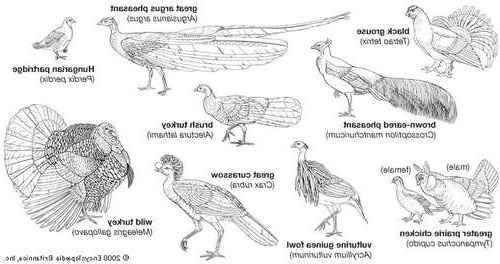 great argus pheasant
(Argusianus argus)
black grouse
(Tetrao tetrix)
Hungarian partridge
(Perdix perdix)
brush turkey
(Alectura lathami)
brown-eared pheasant
(Crossoptilon mantchuricum)
great curassow
(Crax rubra)
(male)
(female)
wild turkey
(Meleagris gallopavo)
vulturine guinea fowl
(Acryllium vulturinum)
greater prairie chicken
(Tympanuchus cupido)
© 2008 Encyclopædia Britannica, Inc.